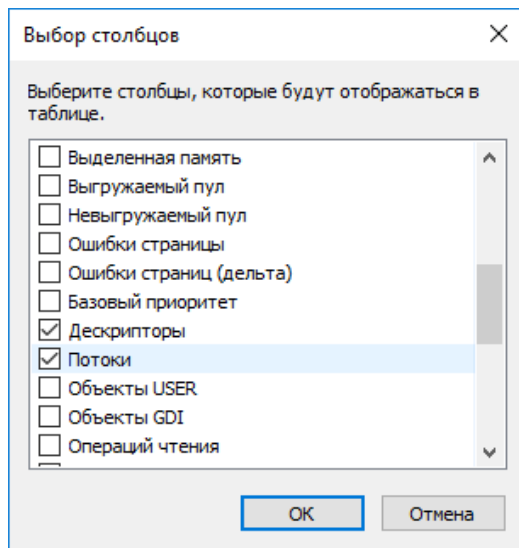 Выбор столбцов
Выберите столбцы, которые будут отображаться в
таблице.
Выделенная память
Выгружаемый пул
Невыгружаемый пул
Ошибки страницы
Ошибки страниц (дельта)
Базовый приоритет
Дескрипторы
Потоки
Объекты USER
Объекты GDI
Операций чтения
ОК
Отмена